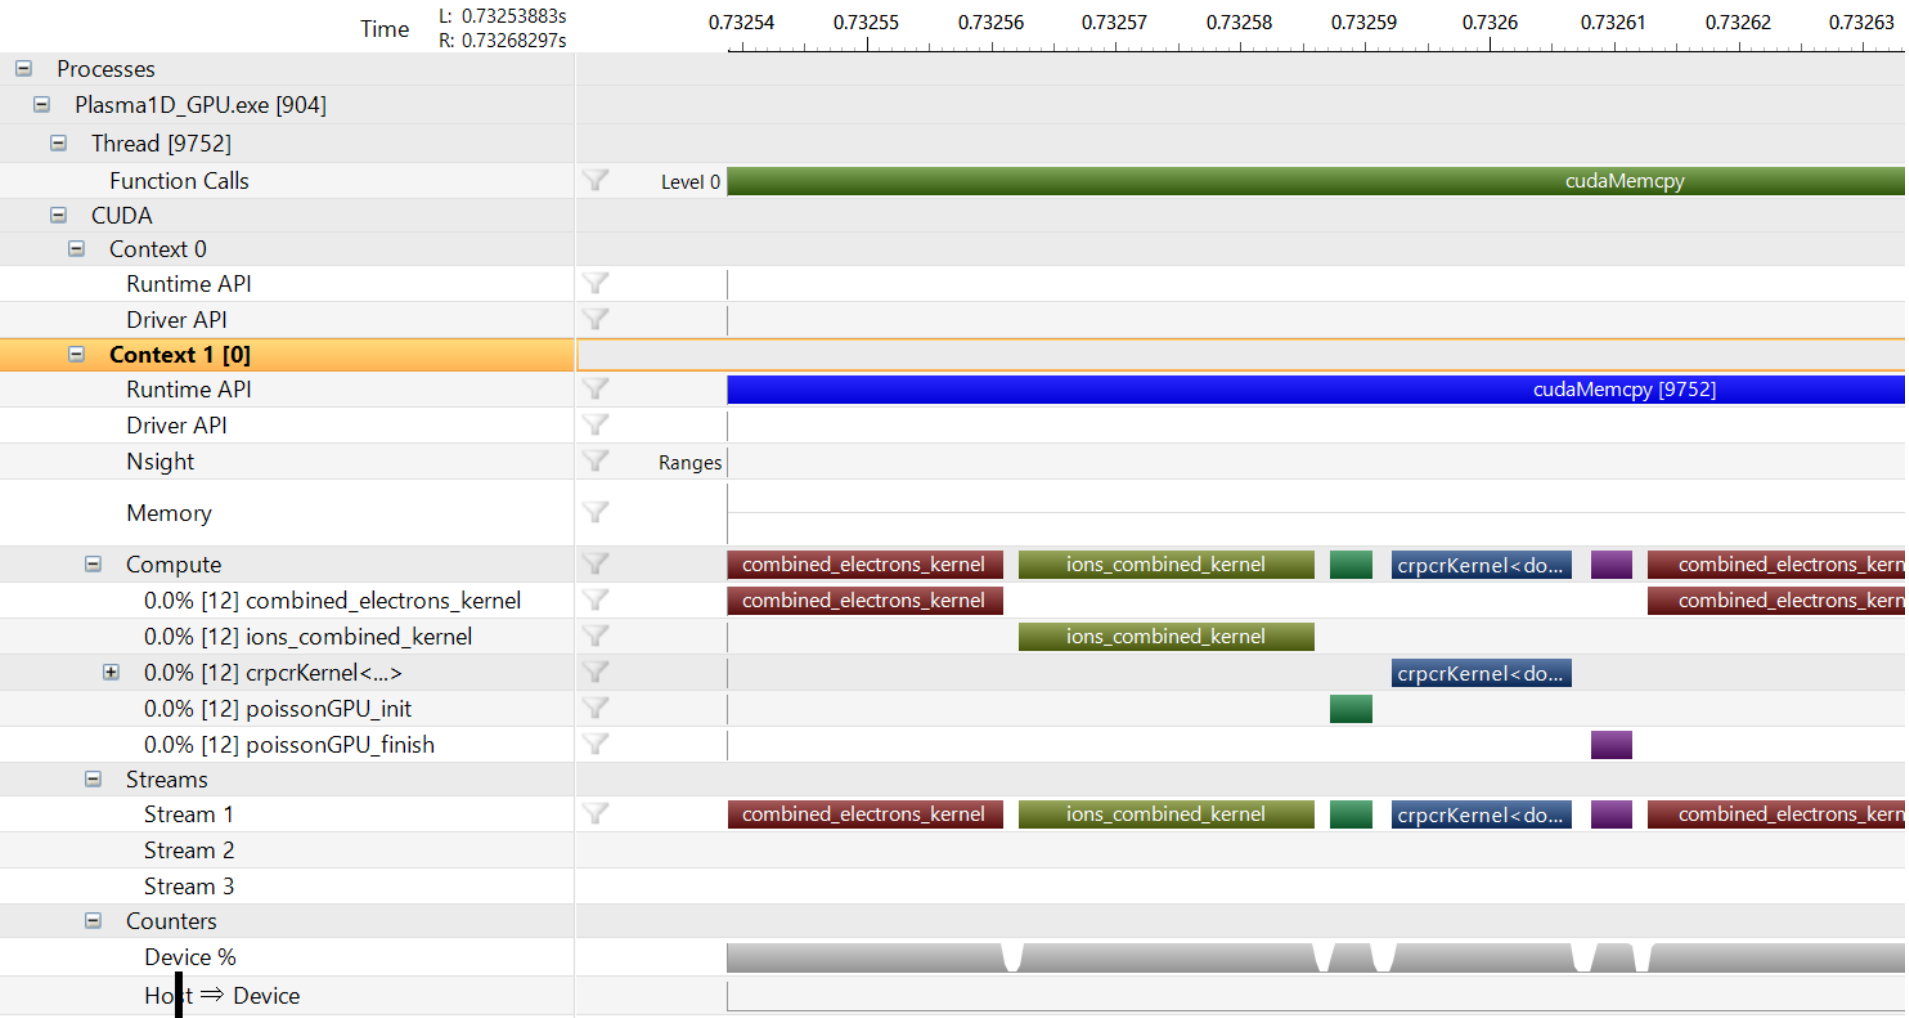 Time L: 0.73253883s 0.73254 0.73255 0.73256 0.73257 0.73258 0.73259 0.7326 0.73261 0.73262 0.73263
R: 0.73268297s
Processes
Plasma1D_GPU.exe [904]
Thread [9752]
Function Calls Level 0 cudaMemcpy
CUDA
Context 0
Runtime API
Driver API
Context 1 [0]
Runtime API cudaMemcpy [9752]
Driver API
Nsight Ranges
Memory
Compute combined_electrons_kernel ions_combined_kernel crpcrKernel<do... combined_electrons_kern
0.0% [12] combined_electrons_kernel combined_electrons_kernel combined_electrons_kern
0.0% [12] ions_combined_kernel ions_combined_kernel
0.0% [12] crpcrKernel<...> crpcrKernel<do...
0.0% [12] poissonGPU_init
0.0% [12] poissonGPU_finish
Streams
Stream 1 combined_electrons_kernel ions_combined_kernel crpcrKernel<do... combined_electrons_kern
Stream 2
Stream 3
Counters
Device %
Host ⇒ Device